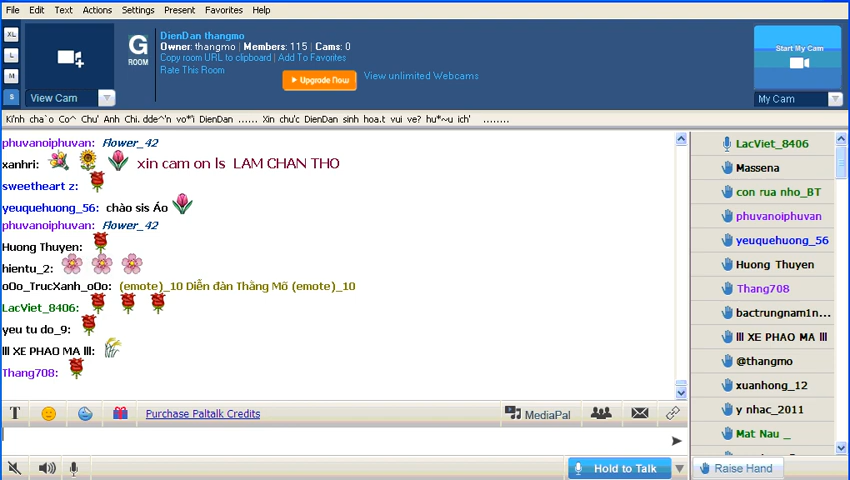 File Edit Text Actions Settings Present Favorites Help
XL
L
M
S
View Cam
G
ROOM
DienDan thangmo
Owner: thangmo | Members: 115 | Cams: 0
Copy room URL to clipboard | Add To Favorites
Rate This Room
Upgrade Now
View unlimited Webcams
Start My Cam
My Cam
Ki'nh cha`o Co^ Chu' Anh Chi. dde^'n vo*'i DienDan ...... Xin chu'c DienDan sinh hoa.t vui ve? hu*~u ich' ........
phuvanoiphuvan: Flower_42
xanhri: xin cam on ls LAM CHAN THO
sweetheart z:
yeuquehuong_56: chào sis Áo
phuvanoiphuvan: Flower_42
Huong Thuyen:
hientu_2:
oOo_TrucXanh_oOo: (emote)_10 Diễn đàn Thằng Mõ (emote)_10
LacViet_8406:
yeu tu do_9:
lll XE PHAO MA lll:
Thang708:
LacViet_8406
Massena
con rua nho_BT
phuvanoiphuvan
yeuquehuong_56
Huong Thuyen
Thang708
bactrungnam1n...
lll XE PHAO MA lll
@thangmo
xuanhong_12
y nhac_2011
Mat Nau _
T Purchase Paltalk Credits MediaPal
Hold to Talk
Raise Hand